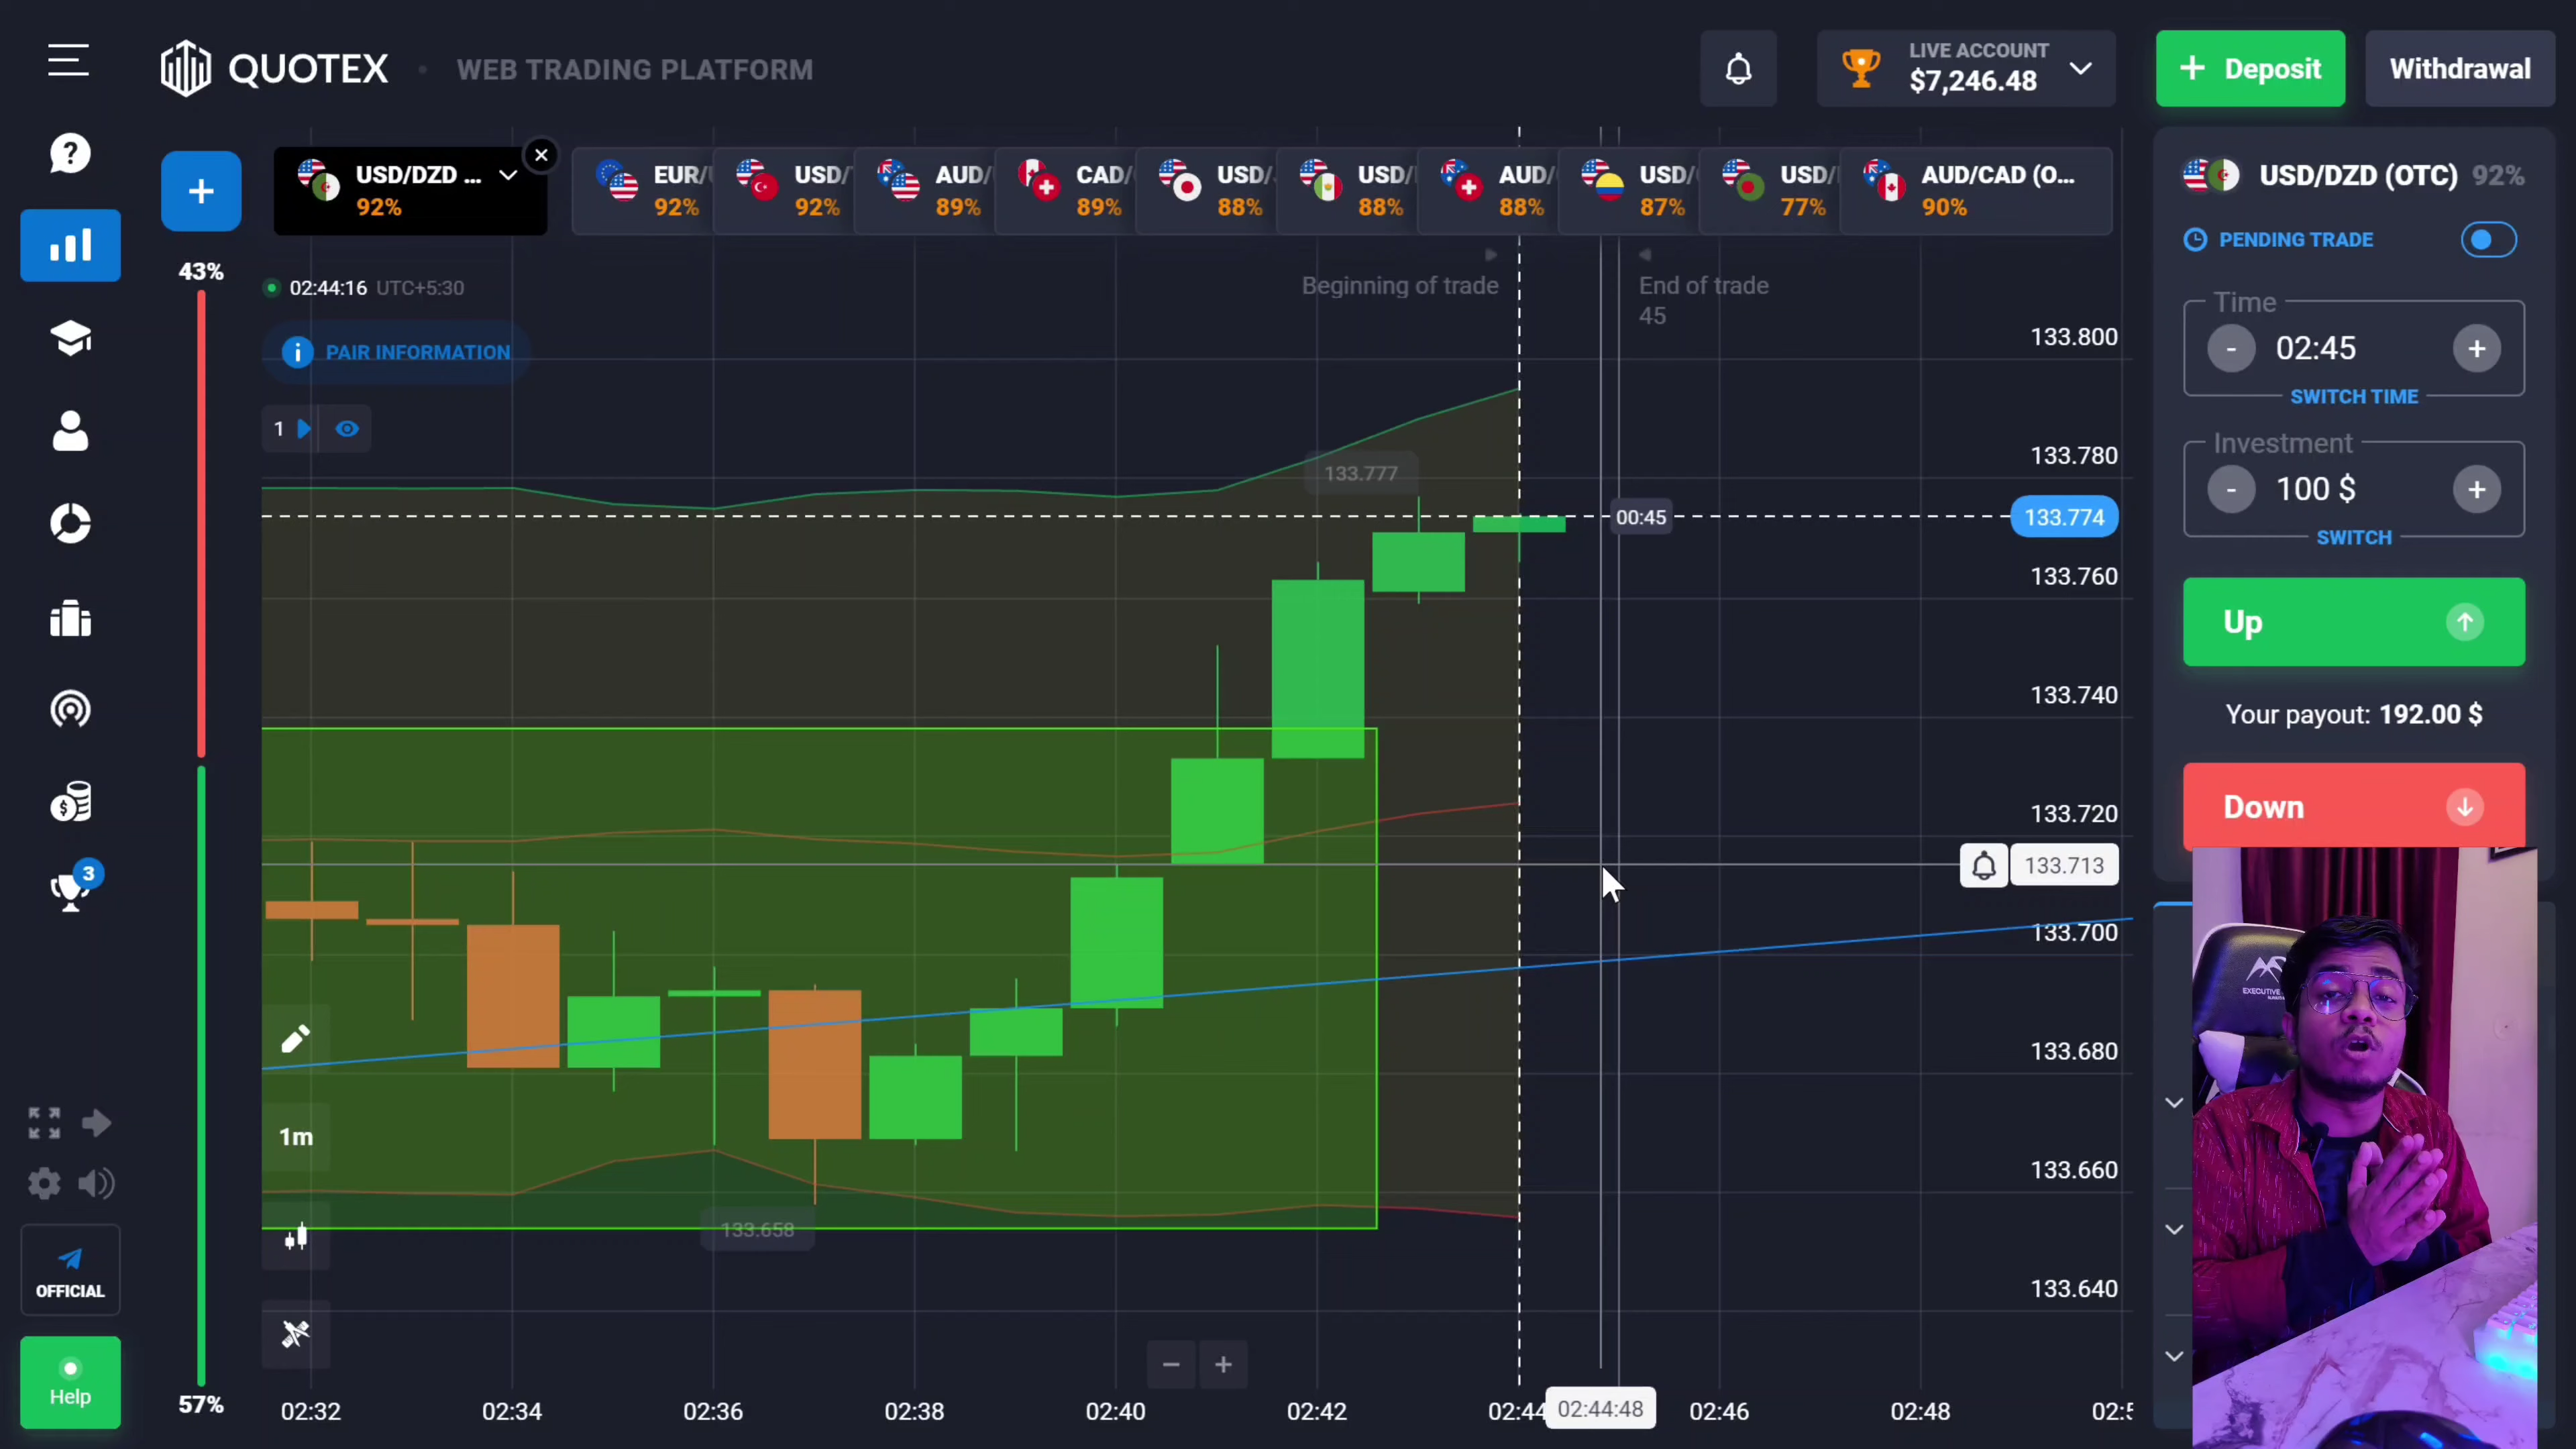 QUOTEX
WEB TRADING PLATFORM
LIVE ACCOUNT
$7,246.48
+ Deposit
Withdrawal
USD/DZD ...
92%
EUR/U
92%
USD/T
92%
AUD/U
89%
CAD/
89%
USD/J
88%
USD/
88%
AUD/
88%
USD/
87%
USD/
77%
AUD/CAD (O...
90%
USD/DZD (OTC) 92%
PENDING TRADE
Time
- 02:45 +
SWITCH TIME
Investment
- 100 $ +
SWITCH
Up
Your payout: 192.00 $
Down
43%
57%
02:44:16 UTC+5:30
PAIR INFORMATION
1
Beginning of trade
End of trade
45
133.800
133.780
133.777
00:45
133.774
133.760
133.740
133.720
133.713
133.700
133.680
133.660
133.658
133.640
1m
3
OFFICIAL
Help
02:32
02:34
02:36
02:38
02:40
02:42
02:44
02:44:48
02:46
02:48
02:5
EXECUTIVE